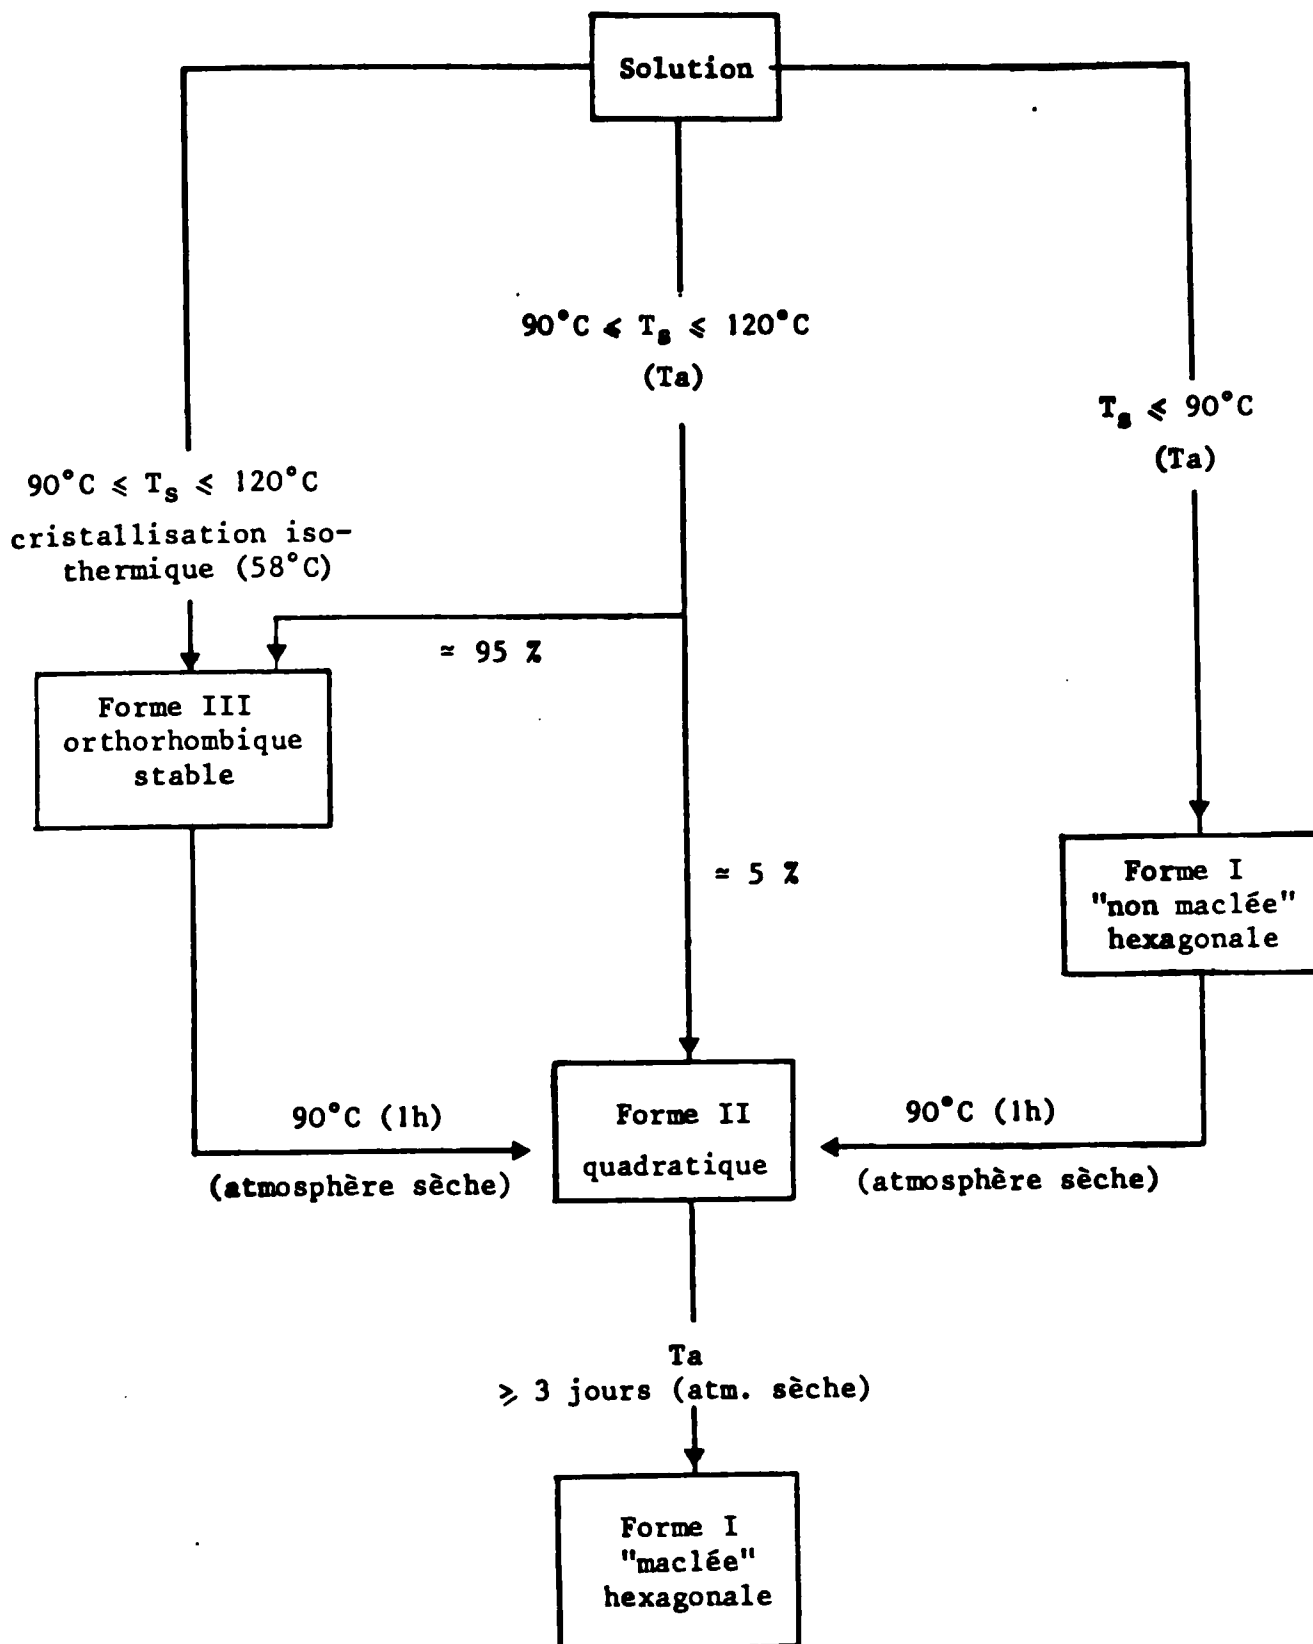 Solution
90°C ⩽ Ts ⩽ 120°C
(Ta)
Ts ⩽ 90°C
(Ta)
90°C ⩽ Ts ⩽ 120°C
cristallisation iso-
thermique (58°C)
≃ 95 %
Forme III
orthorhombique
stable
≃ 5 %
Forme I
"non maclée"
hexagonale
90°C (1h)
(atmosphère sèche)
Forme II
quadratique
90°C (1h)
(atmosphère sèche)
Ta
⩾ 3 jours (atm. sèche)
Forme I
"maclée"
hexagonale